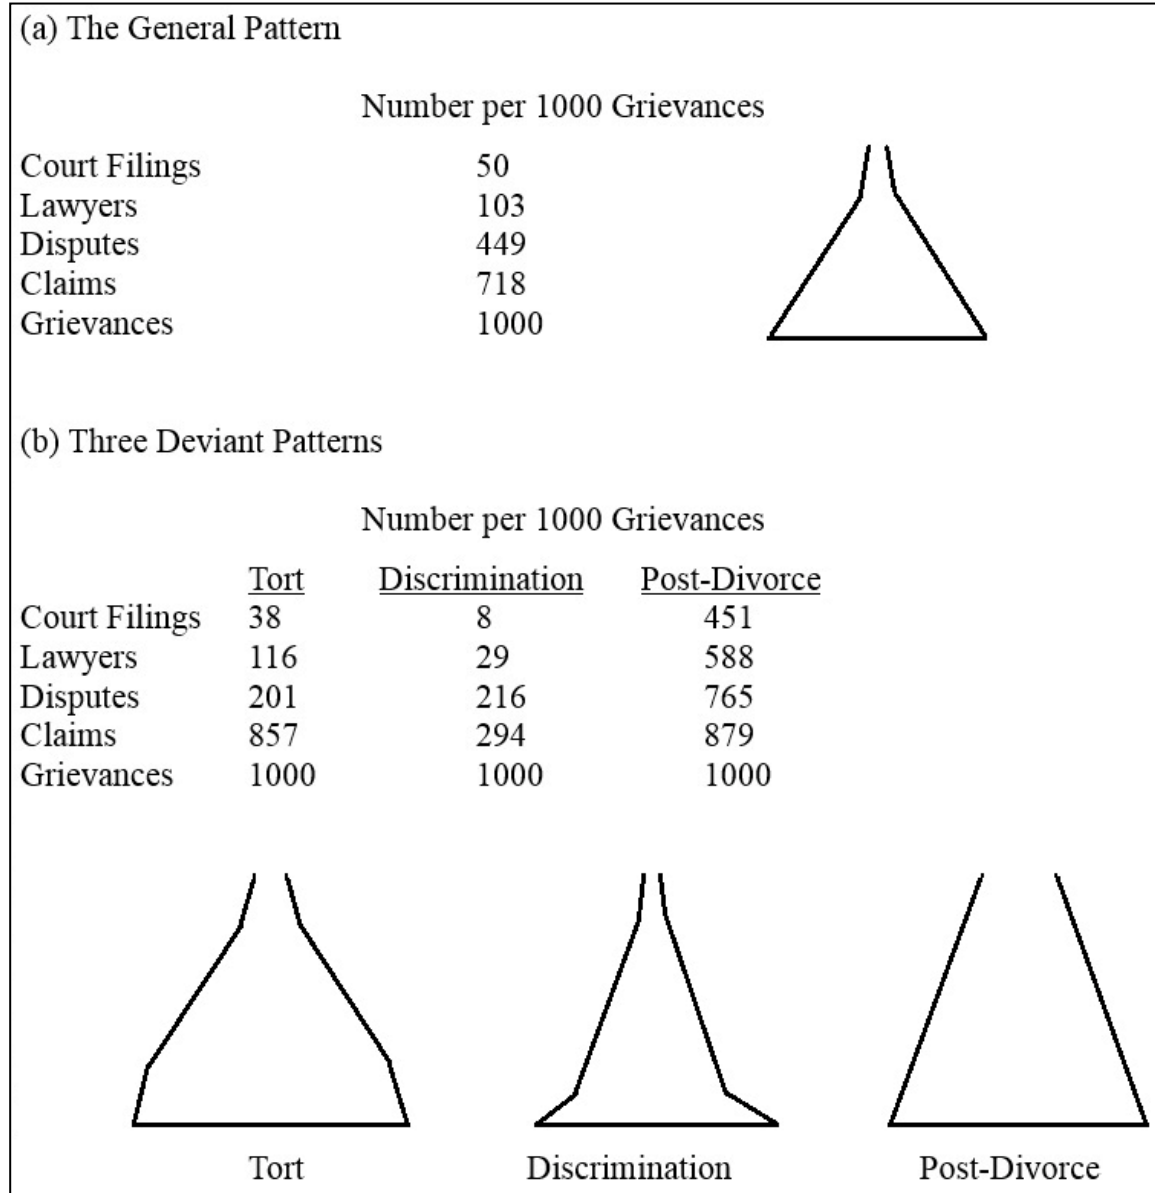 (a) The General Pattern
Number per 1000 Grievances
Court Filings 50
Lawyers 103
Disputes 449
Claims 718
Grievances 1000
(b) Three Deviant Patterns
Number per 1000 Grievances
Tort Discrimination Post-Divorce
Court Filings 38 8 451
Lawyers 116 29 588
Disputes 201 216 765
Claims 857 294 879
Grievances 1000 1000 1000
Tort Discrimination Post-Divorce